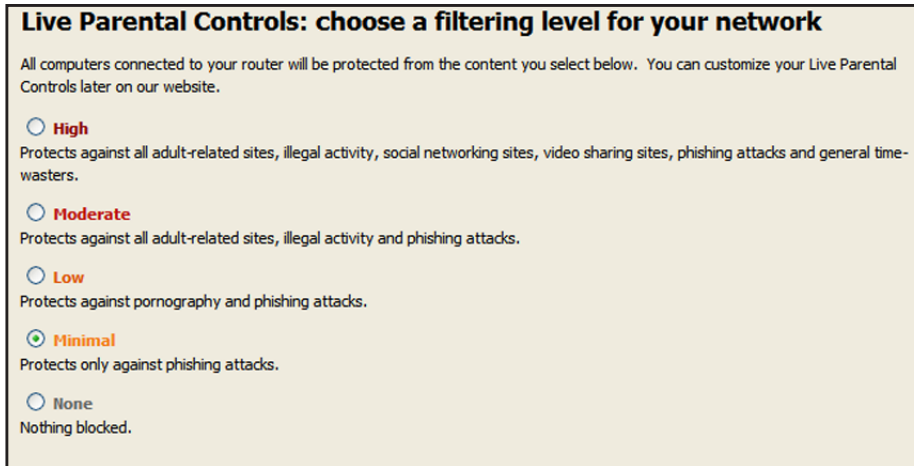 Live Parental Controls: choose a filtering level for your network
All computers connected to your router will be protected from the content you select below. You can customize your Live Parental
Controls later on our website.
High
Protects against all adult-related sites, illegal activity, social networking sites, video sharing sites, phishing attacks and general time-
wasters.
Moderate
Protects against all adult-related sites, illegal activity and phishing attacks.
Low
Protects against pornography and phishing attacks.
Minimal
Protects only against phishing attacks.
None
Nothing blocked.